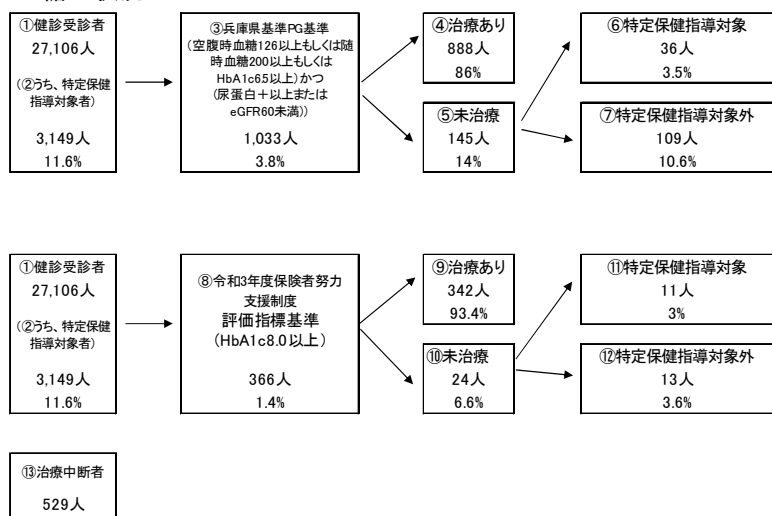 ①健診受診者
27,106人
(②うち、特定保健
指導対象者)
3,149人
11.6%
③兵庫県基準PG基準
(空腹時血糖126以上もしくは随
時血糖200以上もしくは
HbA1c6.5以上)かつ
(尿蛋白+以上または
eGFR60未満))
1,033人
3.8%
④治療あり
888人
86%
⑤未治療
145人
14%
⑥特定保健指導対象
36人
3.5%
⑦特定保健指導対象外
109人
10.6%
①健診受診者
27,106人
(②うち、特定保健
指導対象者)
3,149人
11.6%
⑧令和3年度保険者努力
支援制度
評価指標基準
(HbA1c8.0以上)
366人
1.4%
⑨治療あり
342人
93.4%
⑩未治療
24人
6.6%
⑪特定保健指導対象
11人
3%
⑫特定保健指導対象外
13人
3.6%
⑬治療中断者
529人